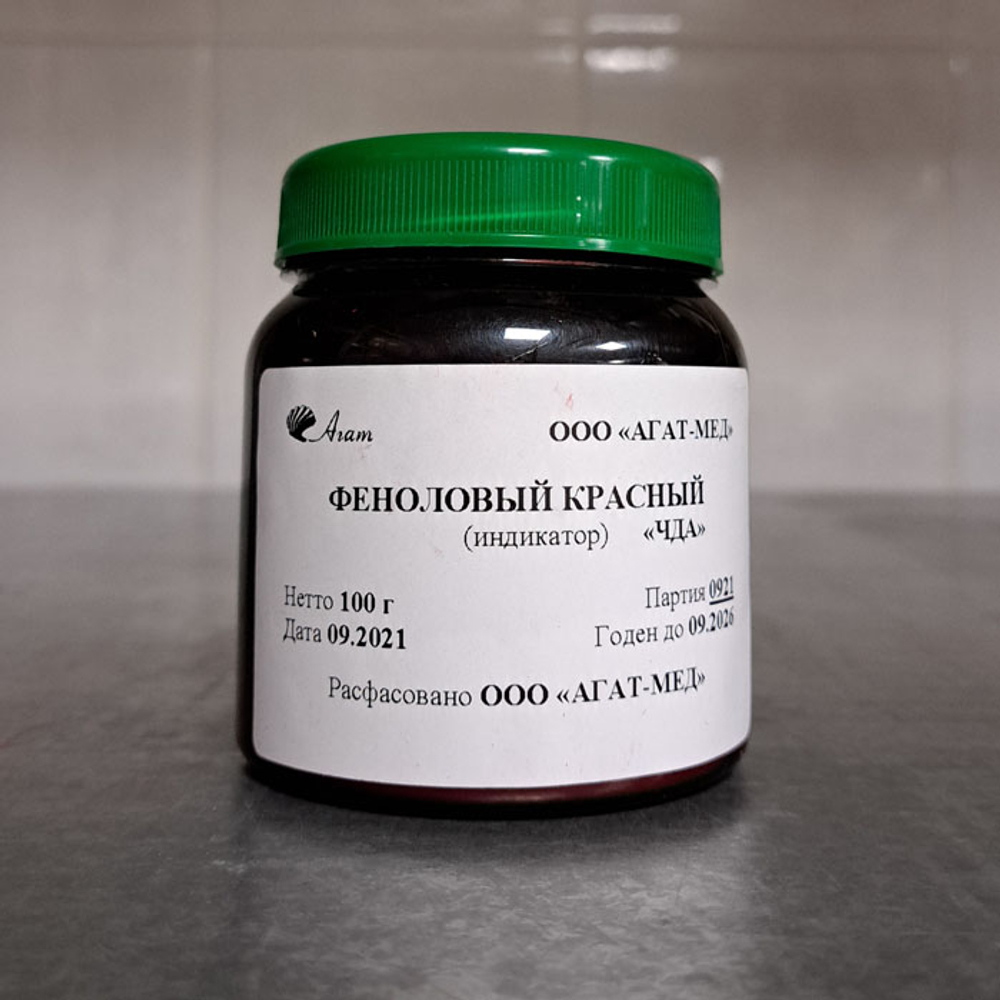 Агат ООО «АГАТ-МЕД»
ФЕНОЛОВЫЙ КРАСНЫЙ
(индикатор) «ЧДА»
Нетто 100 г Партия 0921
Дата 09.2021 Годен до 09.2026
Расфасовано ООО «АГАТ-МЕД»